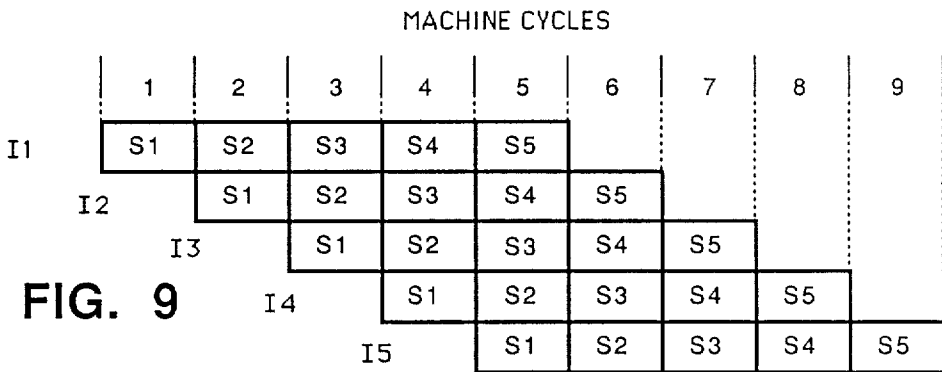 MACHINE CYCLES
1 2 3 4 5 6 7 8 9
I1 S1 S2 S3 S4 S5
I2 S1 S2 S3 S4 S5
I3 S1 S2 S3 S4 S5
I4 S1 S2 S3 S4 S5
I5 S1 S2 S3 S4 S5
FIG. 9